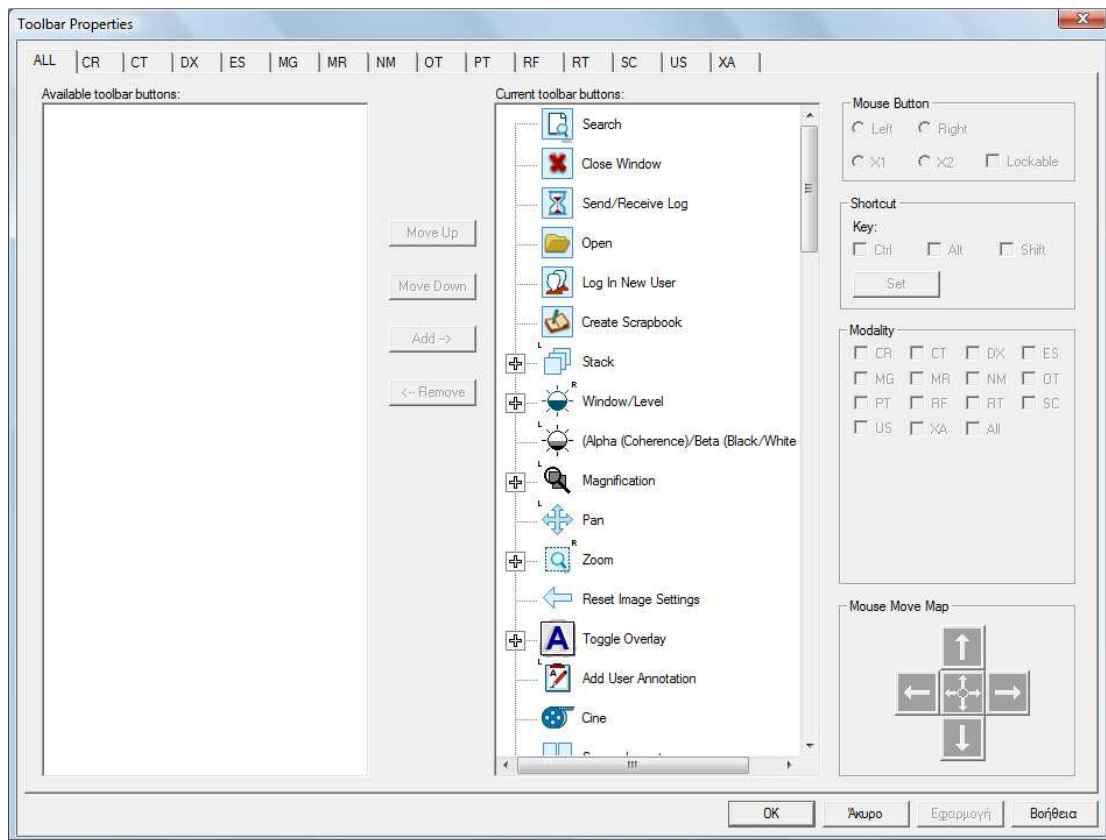 Toolbar Properties
ALL CR CT DX ES MG MR NM OT PT RF RT SC US XA
Available toolbar buttons:
Move Up
Move Down
Add -->
<-- Remove
Current toolbar buttons:
Search
Close Window
Send/Receive Log
Open
Log In New User
Create Scrapbook
L
Stack
R
Window/Level
L
(Alpha (Coherence)/Beta (Black/White
L
Magnification
L
Pan
R
Zoom
Reset Image Settings
A Toggle Overlay
L
Add User Annotation
Cine
Mouse Button
Left Right
X1 X2 Lockable
Shortcut
Key:
Ctrl Alt Shift
Set
Modality
CR CT DX ES
MG MR NM OT
PT RF RT SC
US XA All
Mouse Move Map
OK Άκυρο Εφαρμογή Βοήθεια